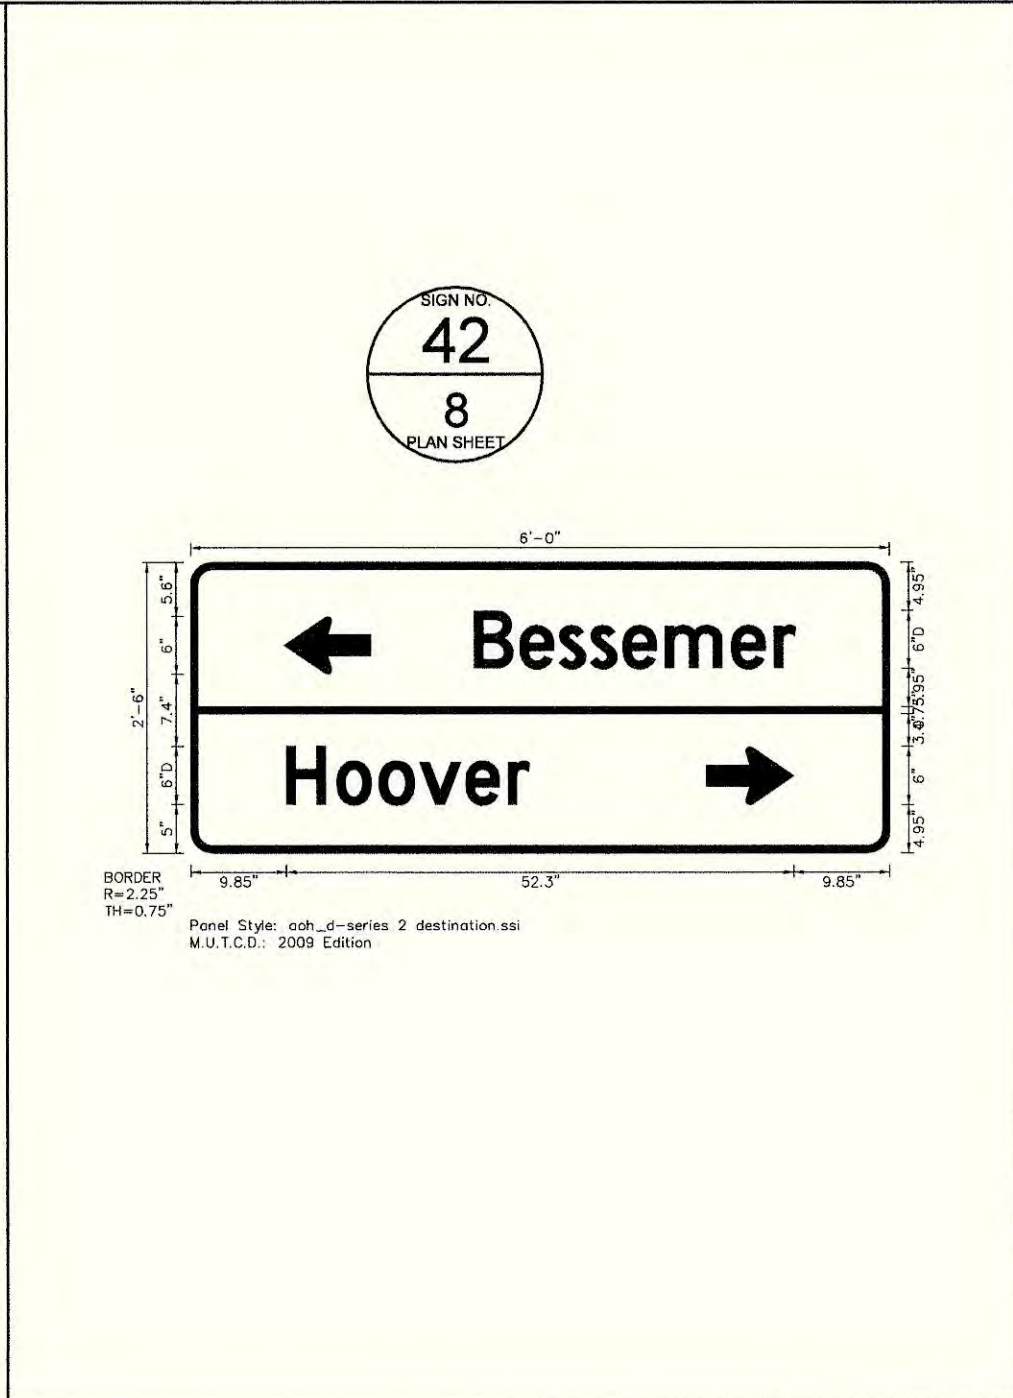 SIGN NO.
42
8
PLAN SHEET
6'-0"
2'-6"
5.6"
6"
7.4"
6"D
5"
Bessemer
Hoover
4.95"
6"D
6"
4.95"
BORDER
R=2.25"
TH=0.75"
9.85"
52.3"
9.85"
Panel Style: aoh_d-series 2 destination.ssi
M.U.T.C.D.: 2009 Edition